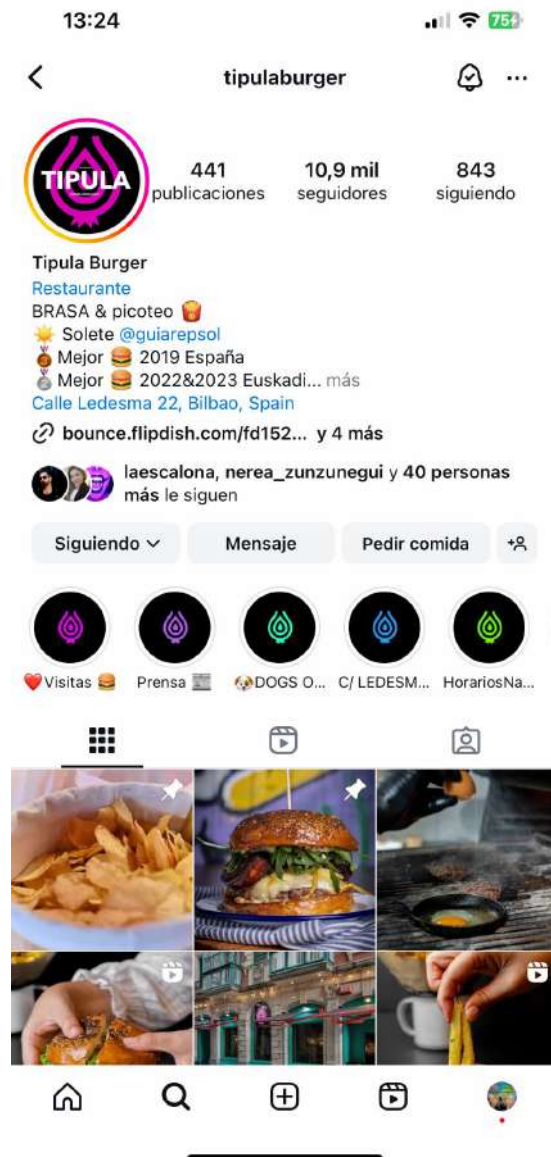 13:24
75
tipulaburger
TIPULA
441
publicaciones
10,9 mil
seguidores
843
siguiendo
Tipula Burger
Restaurante
BRASA & picoteo 🍟
☀️ Solete @guiarepsol
🥉 Mejor 🍔 2019 España
🥈 Mejor 🍔 2022&2023 Euskadi... más
Calle Ledesma 22, Bilbao, Spain
bounce.flipdish.com/fd152... y 4 más
laescalona, nerea_zunzunegui y 40 personas
más le siguen
Siguiendo
Mensaje
Pedir comida
❤️Visitas 🍔
Prensa 📰
🐶DOGS O...
C/ LEDESM...
HorariosNa...